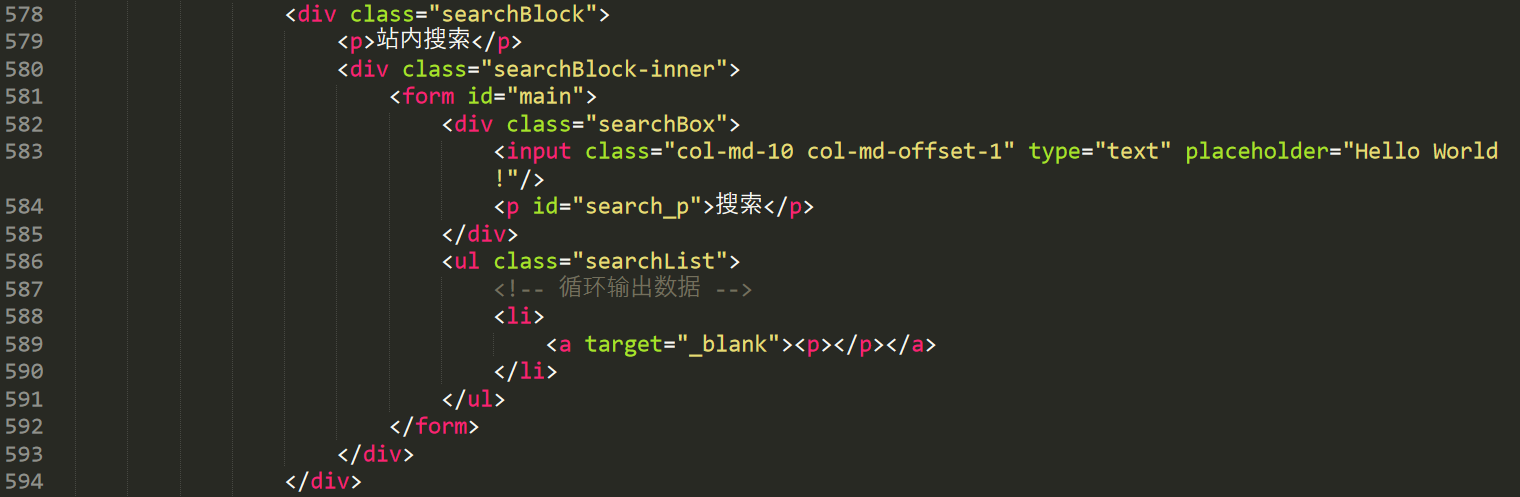 578 <div class="searchBlock">
579 <p>站内搜索</p>
580 <div class="searchBlock-inner">
581 <form id="main">
582 <div class="searchBox">
583 <input class="col-md-10 col-md-offset-1" type="text" placeholder="Hello World
!"/>
584 <p id="search_p">搜索</p>
585 </div>
586 <ul class="searchList">
587 <!-- 循环输出数据 -->
588 <li>
589 <a target="_blank"><p></p></a>
590 </li>
591 </ul>
592 </form>
593 </div>
594 </div>